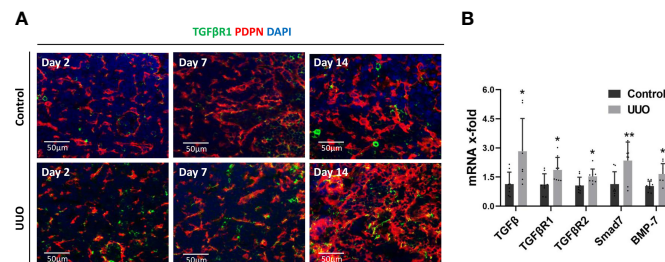 A
TGFβR1 PDPN DAPI
Control
Day 2
50µm
Day 7
50µm
Day 14
50µm
UUO
Day 2
50µm
Day 7
50µm
Day 14
50µm
B
mRNA x-fold
6.0
4.5
3.0
1.5
0.0
Control
UUO
*
*
*
**
*
TGFβ
TGFβR1
TGFβR2
Smad7
BMP-7